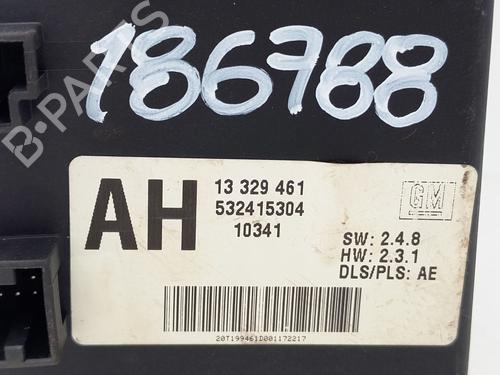 186788
B-PARTS
AH
13 329 461
532415304
10341
GM
SW: 2.4.8
HW: 2.3.1
DLS/PLS: AE
20T199461D001172217